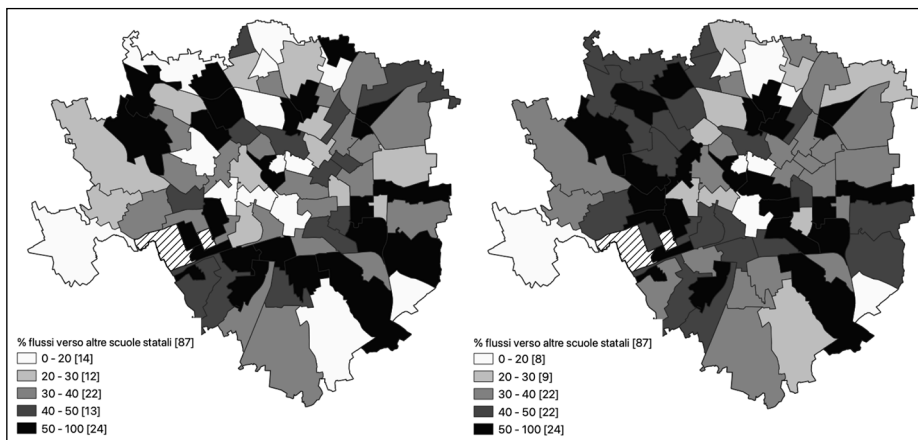 % flussi verso altre scuole statali [87]
0 - 20 [14]
20 - 30 [12]
30 - 40 [22]
40 - 50 [13]
50 - 100 [24]
% flussi verso altre scuole statali [87]
0 - 20 [8]
20 - 30 [9]
30 - 40 [22]
40 - 50 [22]
50 - 100 [24]